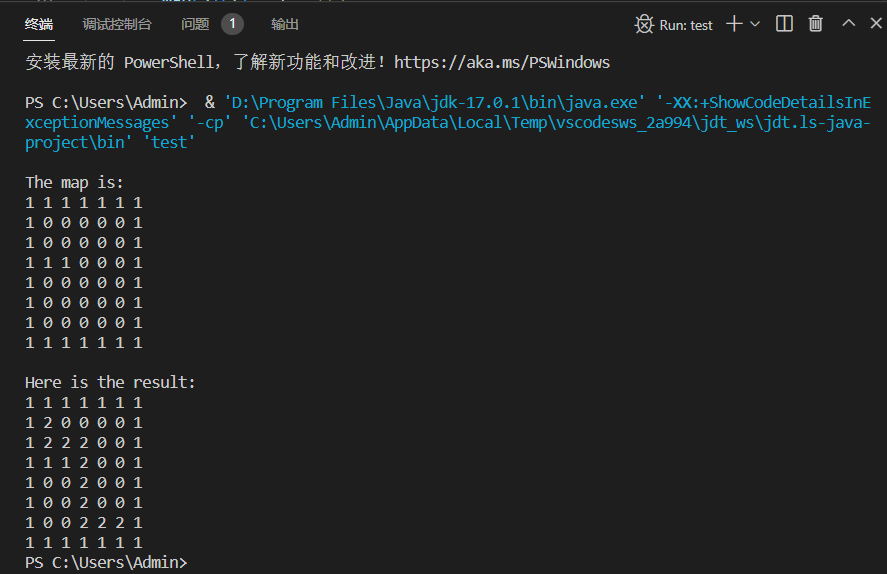 终端 调试控制台 问题 1 输出 Run: test
安装最新的 PowerShell，了解新功能和改进！https://aka.ms/PSWindows
PS C:\Users\Admin>  & 'D:\Program Files\Java\jdk-17.0.1\bin\java.exe' '-XX:+ShowCodeDetailsInE
xceptionMessages' '-cp' 'C:\Users\Admin\AppData\Local\Temp\vscodesws_2a994\jdt_ws\jdt.ls-java-
project\bin' 'test'
The map is:
1 1 1 1 1 1 1
1 0 0 0 0 0 1
1 0 0 0 0 0 1
1 1 1 0 0 0 1
1 0 0 0 0 0 1
1 0 0 0 0 0 1
1 0 0 0 0 0 1
1 1 1 1 1 1 1
Here is the result:
1 1 1 1 1 1 1
1 2 0 0 0 0 1
1 2 2 2 0 0 1
1 1 1 2 0 0 1
1 0 0 2 0 0 1
1 0 0 2 0 0 1
1 0 0 2 2 2 1
1 1 1 1 1 1 1
PS C:\Users\Admin>